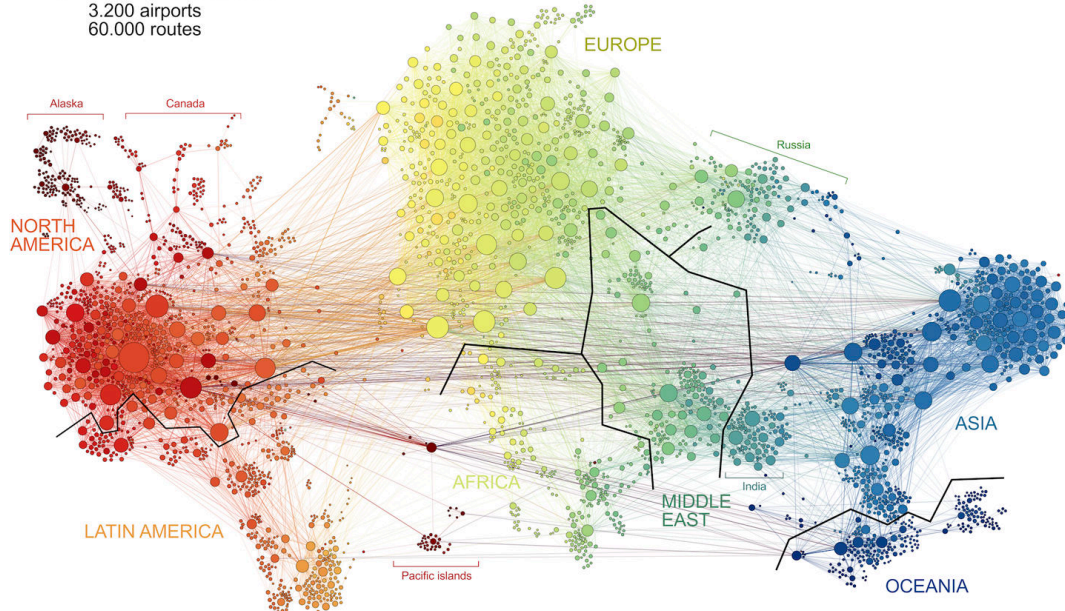 3.200 airports
60.000 routes
EUROPE
Alaska
Canada
Russia
NORTH
AMERICA
ASIA
AFRICA
India
MIDDLE
EAST
LATIN AMERICA
Pacific islands
OCEANIA